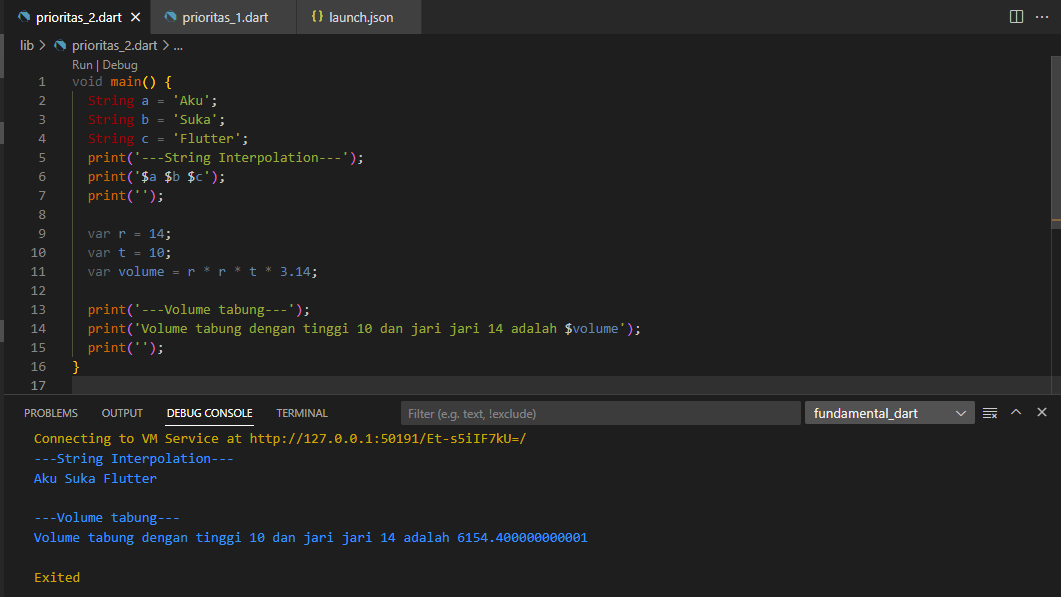 prioritas_2.dart
prioritas_1.dart
{} launch.json
lib > prioritas_2.dart > ...
Run | Debug
1 void main() {
2 String a = 'Aku';
3 String b = 'Suka';
4 String c = 'Flutter';
5 print('---String Interpolation---');
6 print('$a $b $c');
7 print('');
8
9 var r = 14;
10 var t = 10;
11 var volume = r * r * t * 3.14;
12
13 print('---Volume tabung---');
14 print('Volume tabung dengan tinggi 10 dan jari jari 14 adalah $volume');
15 print('');
16 }
17
PROBLEMS OUTPUT DEBUG CONSOLE TERMINAL Filter (e.g. text, !exclude) fundamental_dart
Connecting to VM Service at http://127.0.0.1:50191/Et-s5iIF7kU=/
---String Interpolation---
Aku Suka Flutter
---Volume tabung---
Volume tabung dengan tinggi 10 dan jari jari 14 adalah 6154.400000000001
Exited